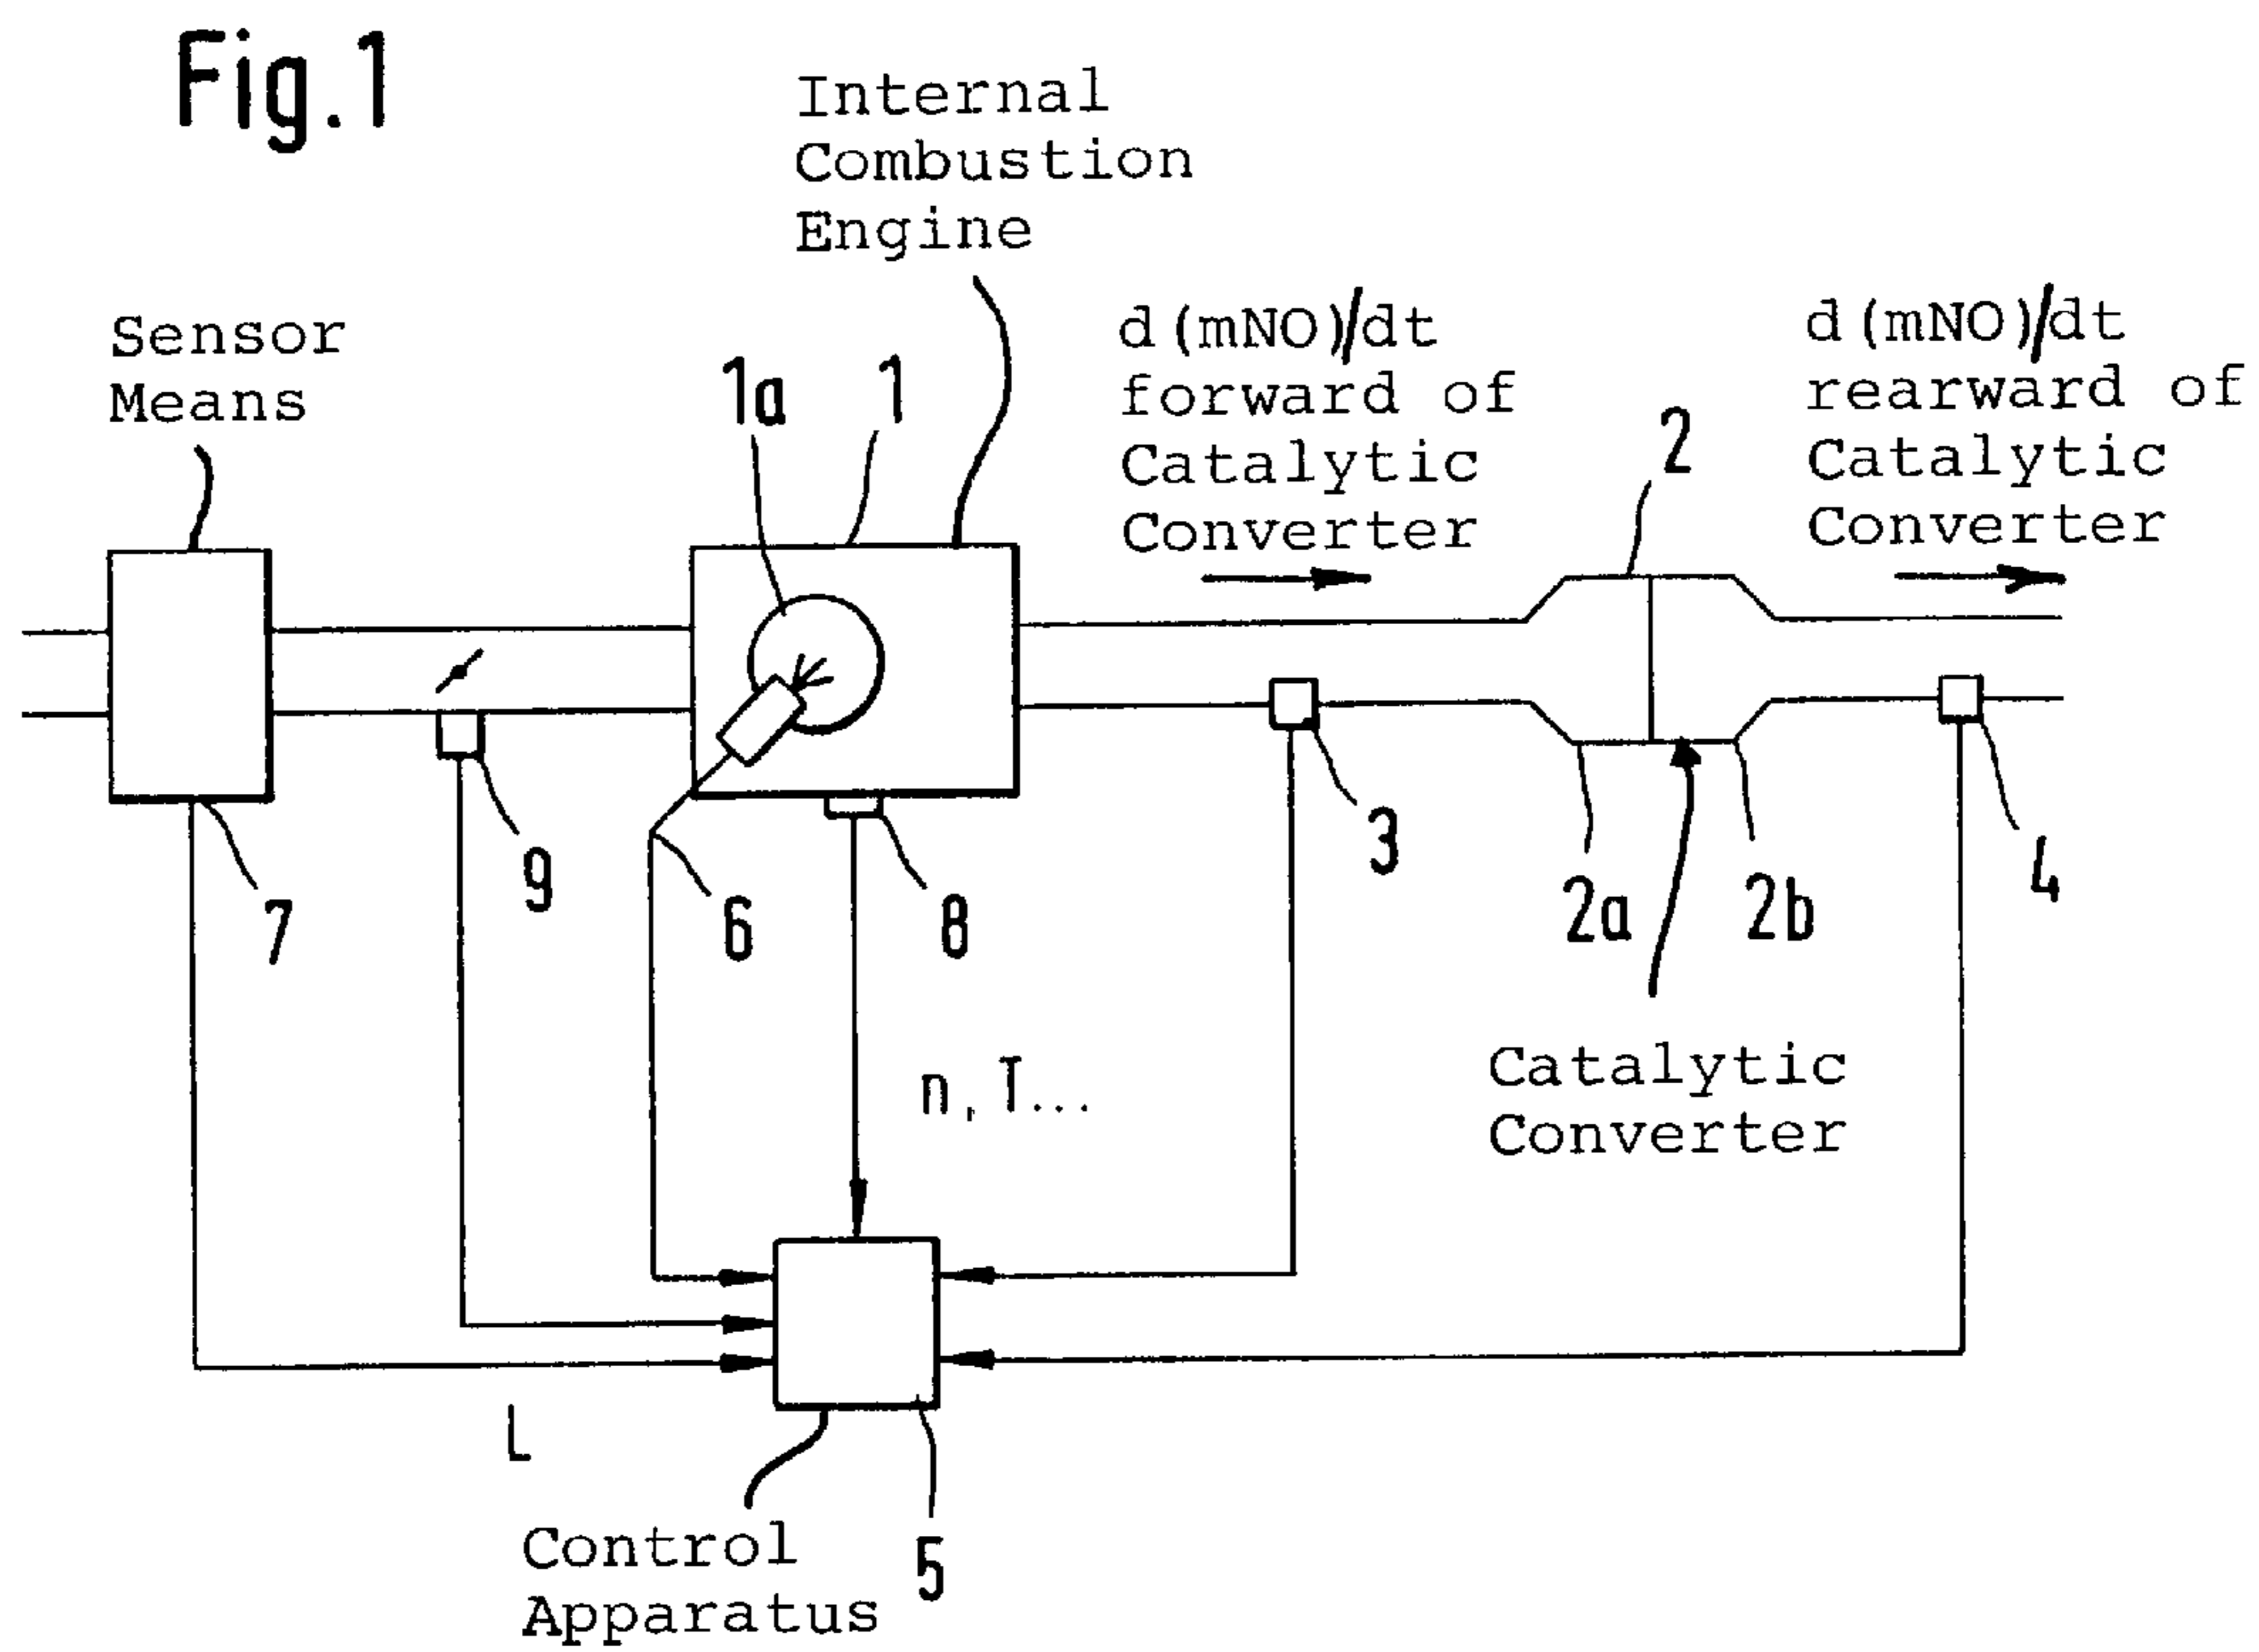 Fig.1
Internal
Combustion
Engine
Sensor
Means
1a
1
d(mNO)/dt
forward of
Catalytic
Converter
2
d(mNO)/dt
rearward of
Catalytic
Converter
7
9
6
8
3
2a
2b
4
n,T...
Catalytic
Converter
L
Control
Apparatus
5